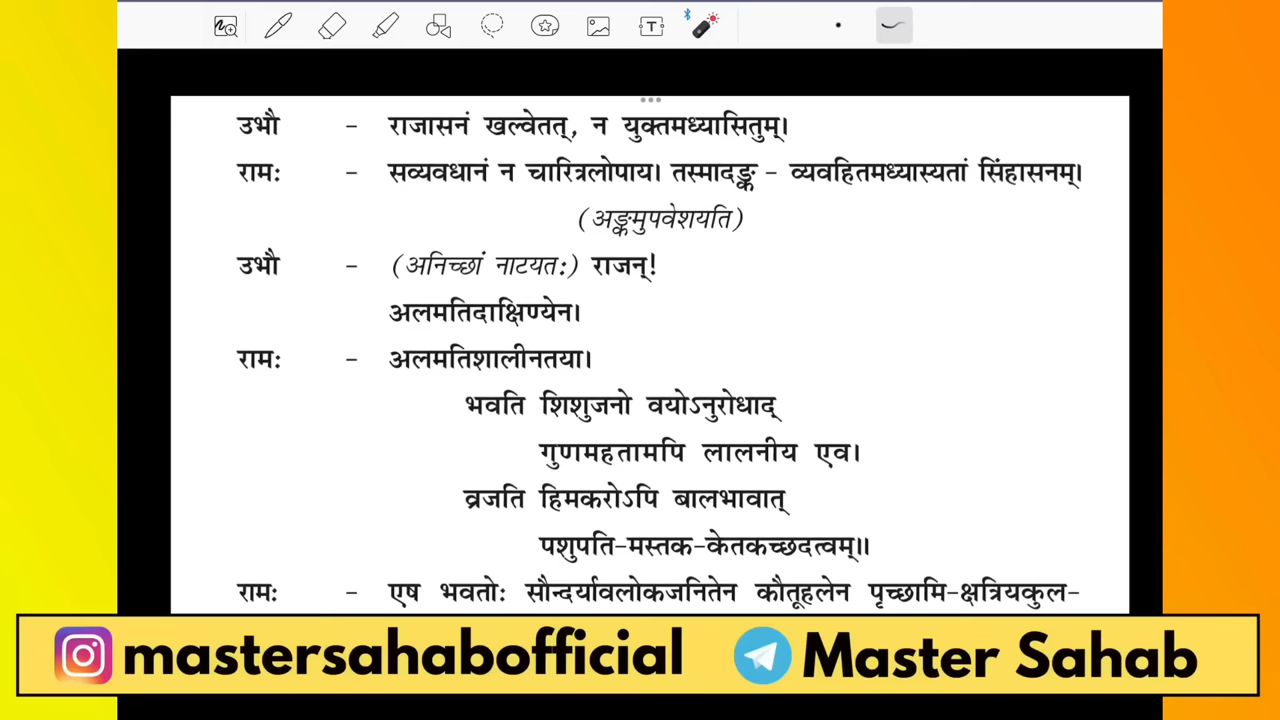 उभौ - राजासनं खल्वेतत्, न युक्तमध्यासितुम्।
रामः - सव्यवधानं न चारित्रलोपाय। तस्मादङ्क - व्यवहितमध्यास्यतां सिंहासनम्।
(अङ्कमुपवेशयति)
उभौ - (अनिच्छां नाटयतः) राजन्!
अलमतिदाक्षिण्येन।
रामः - अलमतिशालीनतया।
भवति शिशुजनो वयोऽनुरोधाद्
गुणमहतामपि लालनीय एव।
व्रजति हिमकरोऽपि बालभावात्
पशुपति-मस्तक-केतकच्छदत्वम्॥
रामः - एष भवतोः सौन्दर्यावलोकजनितेन कौतूहलेन पृच्छामि-क्षत्रियकुल-
mastersahabofficial Master Sahab